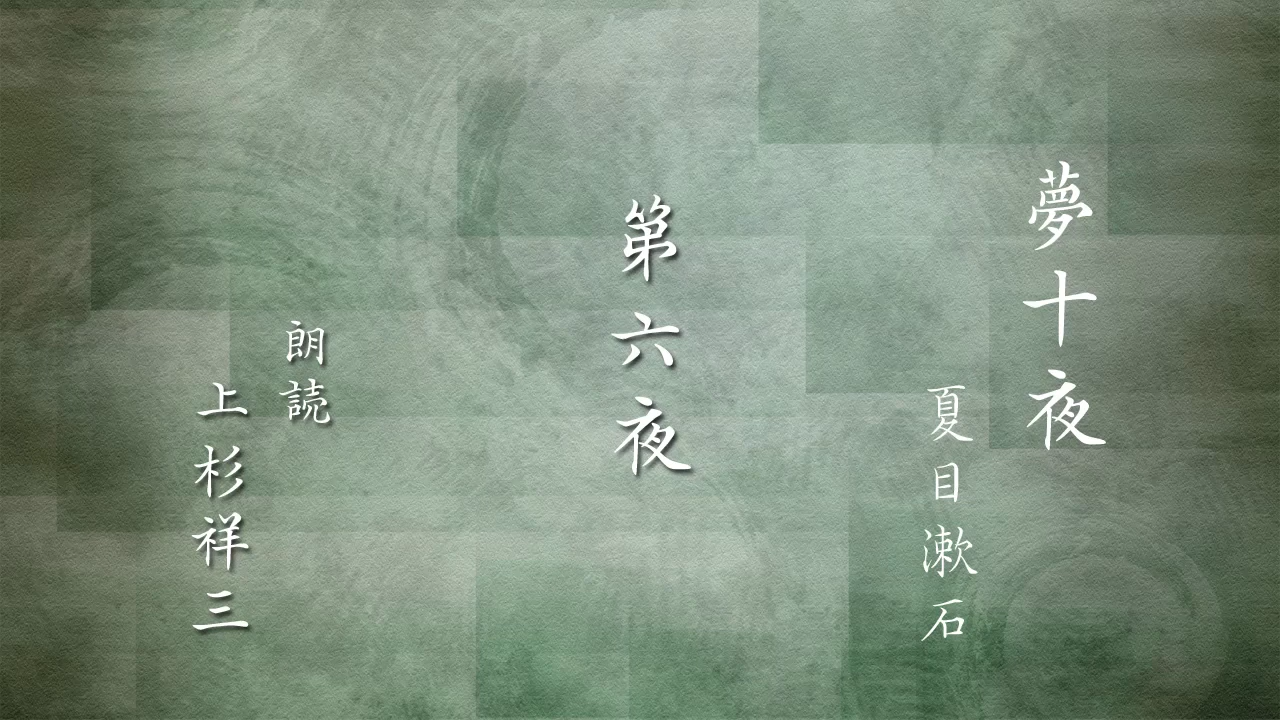 夢十夜
夏目漱石
第六夜
朗読
上杉祥三